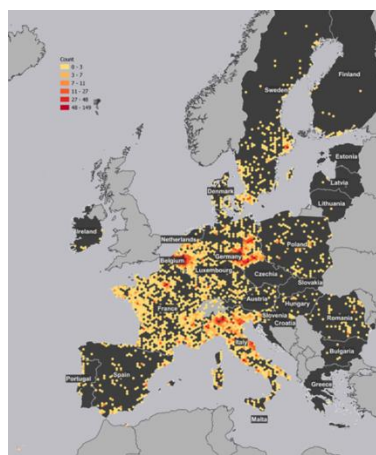 Count
0 - 3
3 - 7
7 - 11
11 - 27
27 - 48
48 - 149
Finland
Sweden
Estonia
Latvia
Denmark
Lithuania
Ireland
Netherlands
Poland
Germany
Belgium
Luxembourg
Czechia
Slovakia
Austria
Hungary
France
Slovenia
Romania
Croatia
Italy
Bulgaria
Portugal
Spain
Greece
Malta